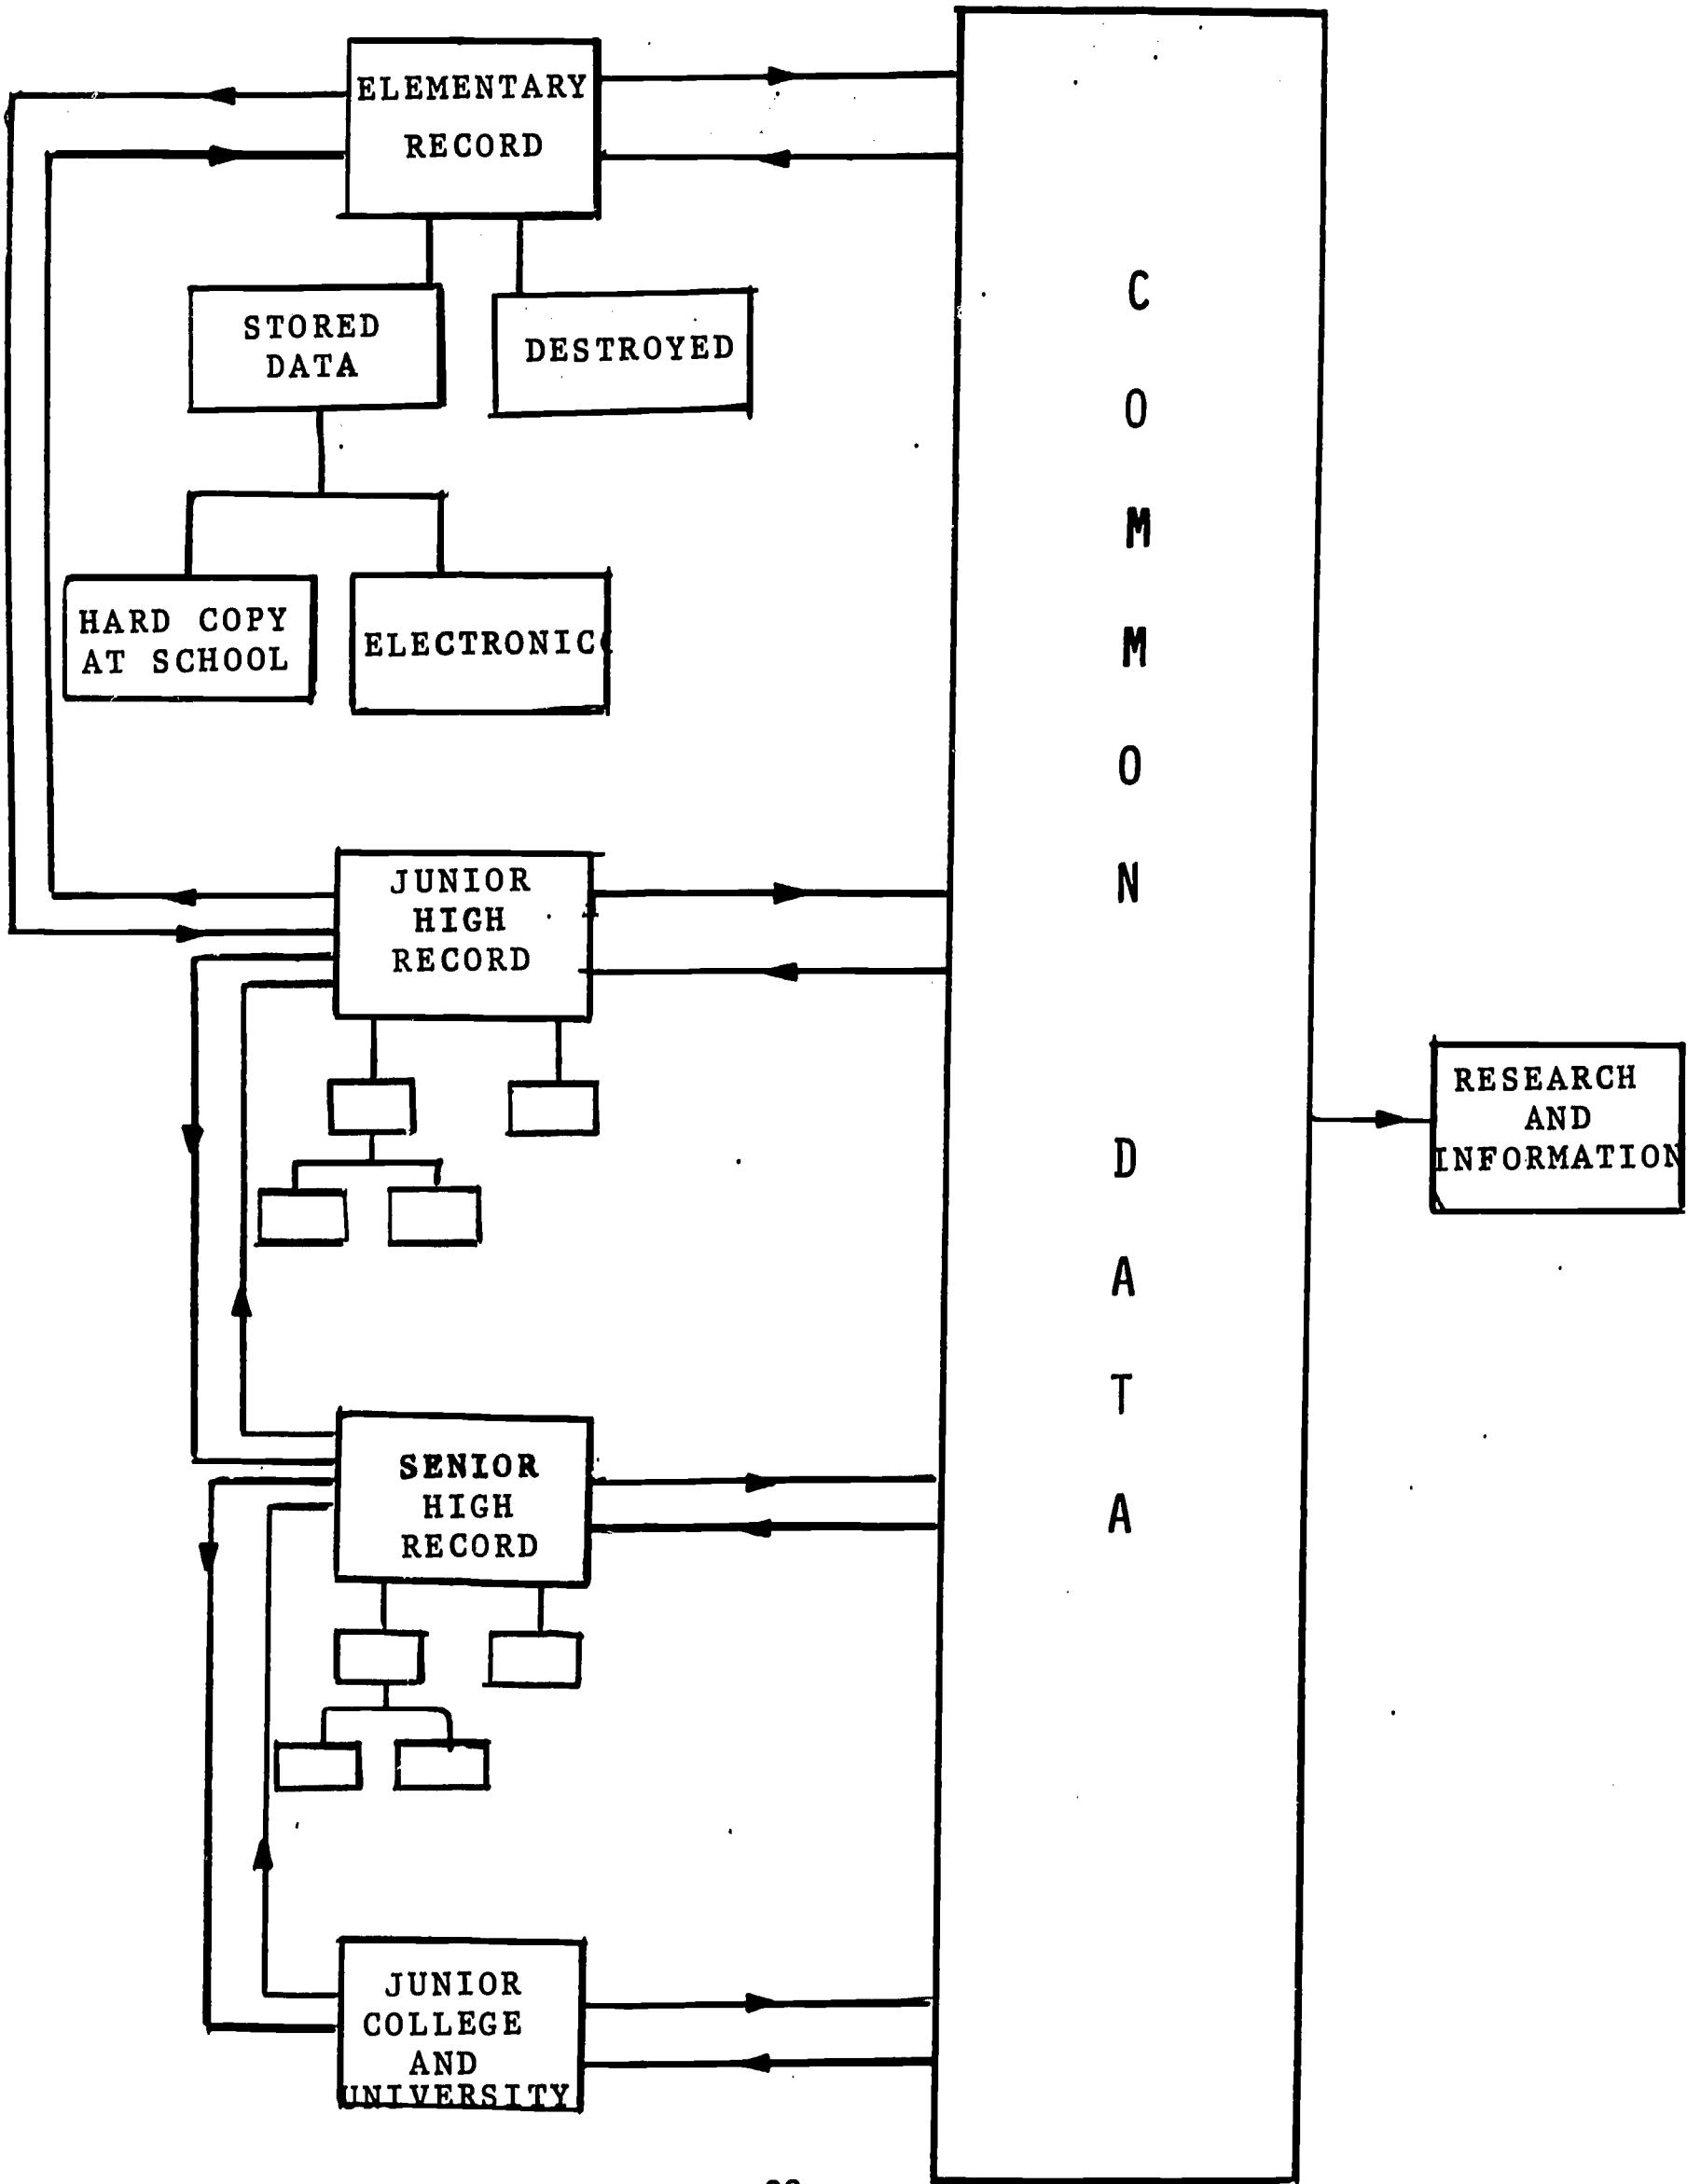 ELEMENTARY
RECORD
STORED
DATA
DESTROYED
HARD COPY
AT SCHOOL
ELECTRONIC
JUNIOR
HIGH
RECORD
SENIOR
HIGH
RECORD
JUNIOR
COLLEGE
AND
UNIVERSITY
C
O
M
M
O
N
D
A
T
A
RESEARCH
AND
INFORMATION